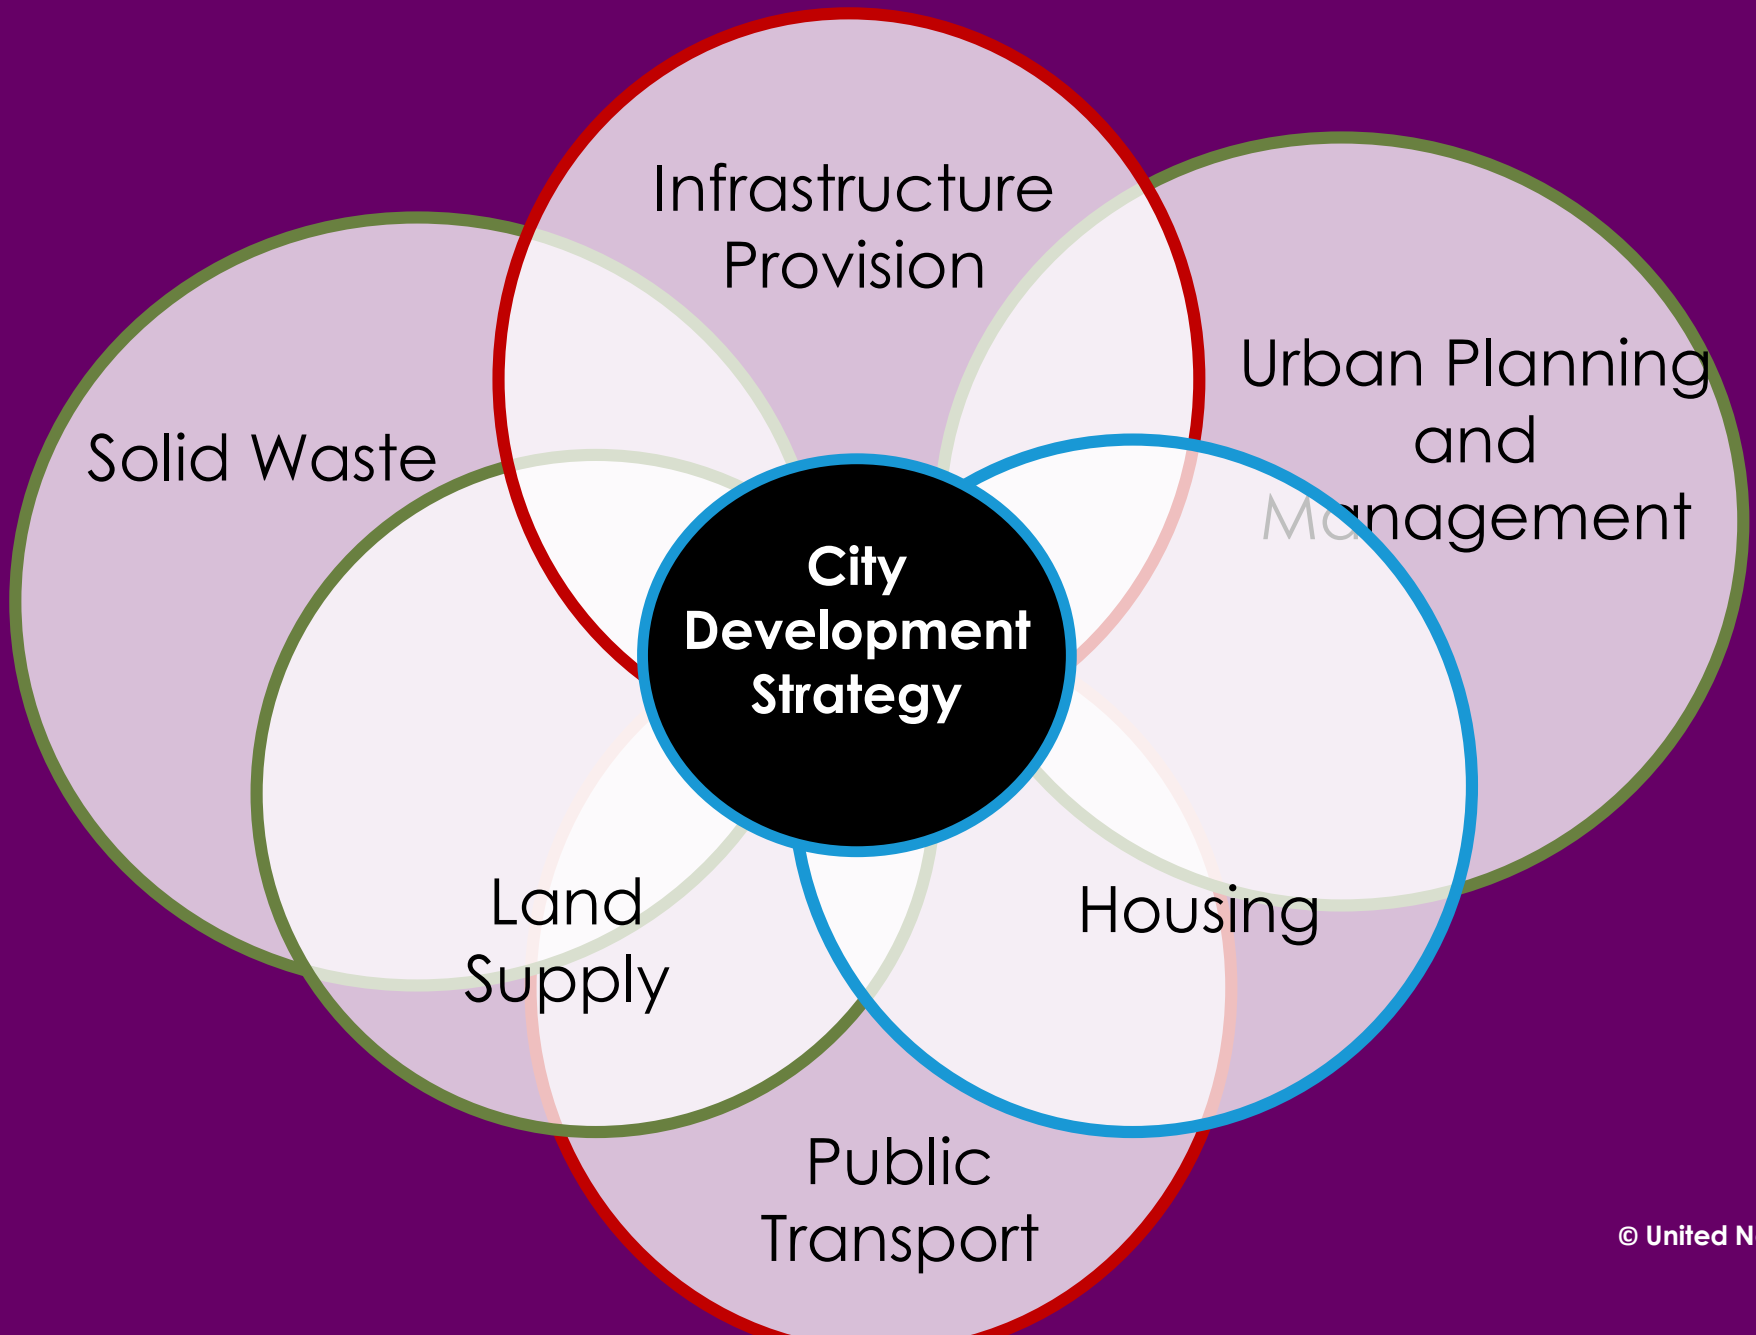 Infrastructure
Provision
Urban Planning
and
Management
Solid Waste
City
Development
Strategy
Land
Supply
Housing
Public
Transport
© United